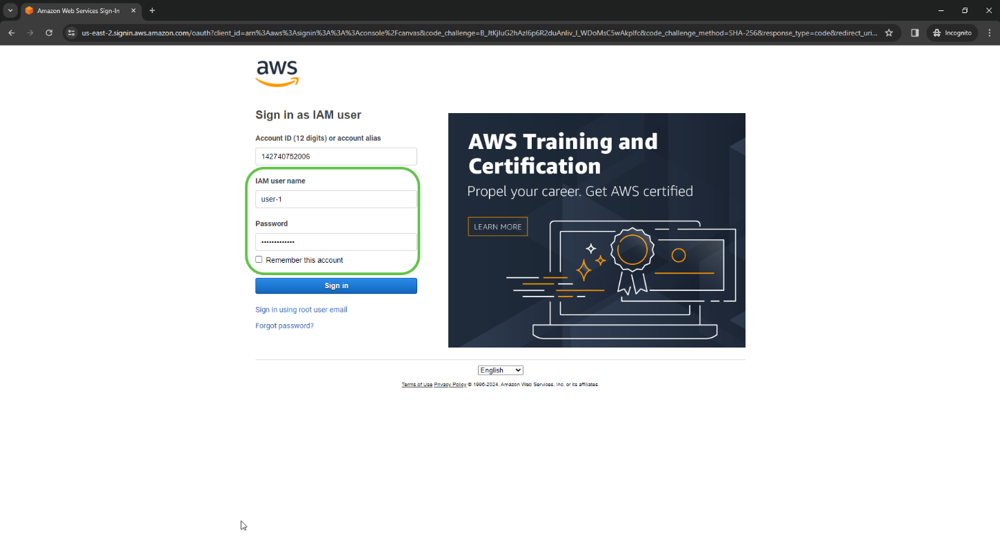 Amazon Web Services Sign-In
us-east-2.signin.aws.amazon.com/oauth?client_id=arn%3Aaws%3Asignin%3A%3A%3Aconsole%2Fcanvas&code_challenge=B_JtKjIuG2hAzI6p6R2duAnliv_I_WDoMsC5wAkpIfc&code_challenge_method=SHA-256&response_type=code&redirect_uri...
Incognito
aws
Sign in as IAM user
Account ID (12 digits) or account alias
142740752006
IAM user name
user-1
Password
•••••••••••••
Remember this account
Sign in
Sign in using root user email
Forgot password?
AWS Training and
Certification
Propel your career. Get AWS certified
LEARN MORE
English
Terms of Use Privacy Policy © 1996-2024, Amazon Web Services, Inc. or its affiliates.